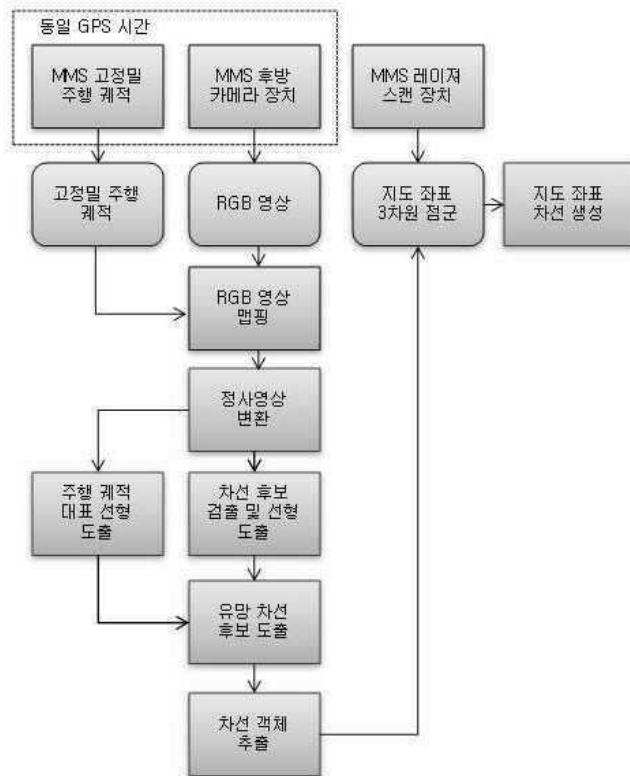 동일 GPS 시간
MMS 고정밀
주행 궤적
MMS 후방
카메라 장치
MMS 레이져
스캔 장치
고정밀 주행
궤적
RGB 영상
지도 좌표
3차원 점군
지도 좌표
차선 생성
RGB 영상
맵핑
정사영상
변환
주행 궤적
대표 선형
도출
차선 후보
검출 및 선형
도출
유망 차선
후보 도출
차선 객체
추출